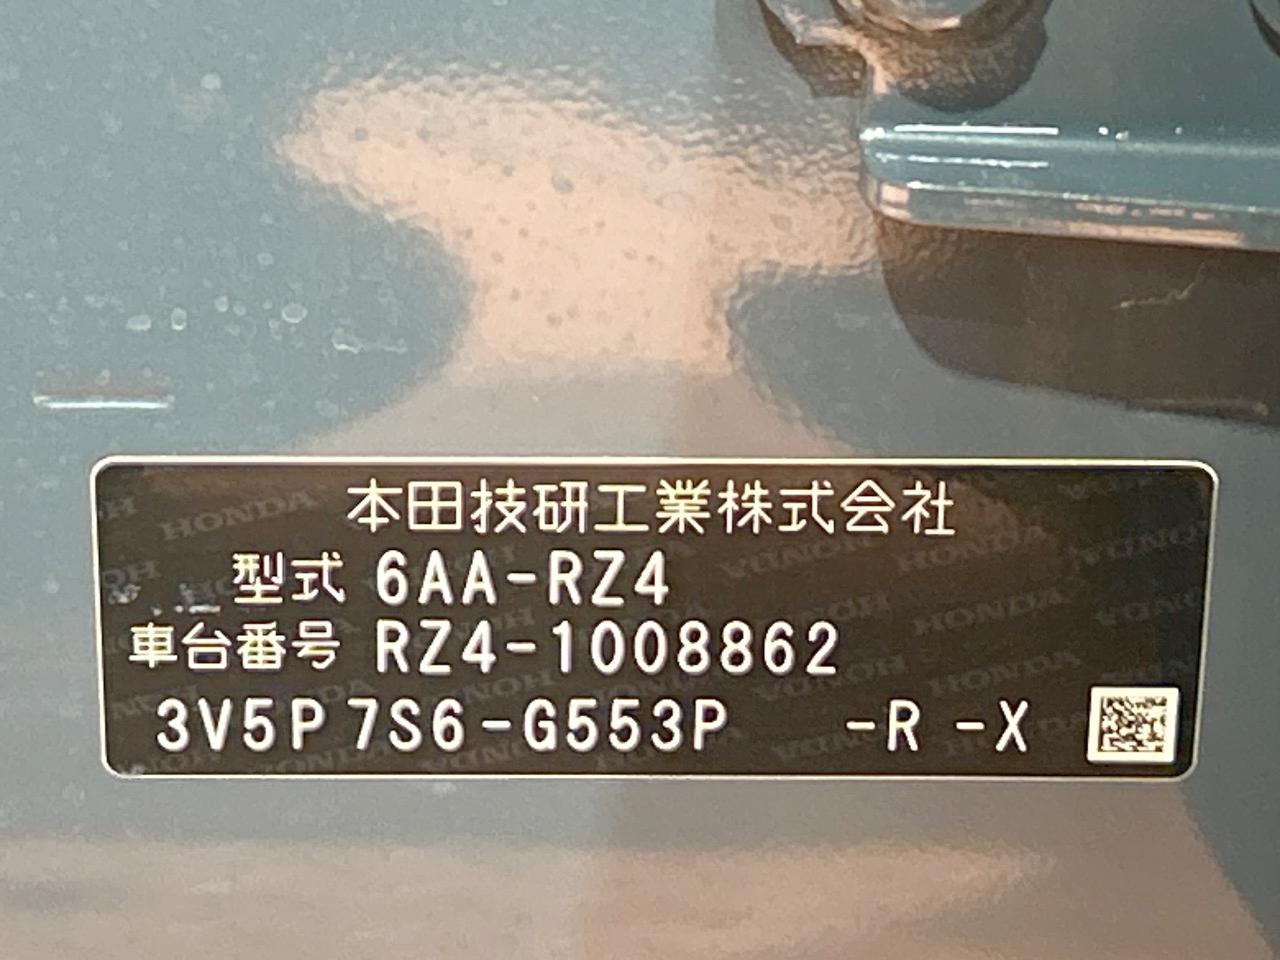 本田技研工業株式会社
型式 6AA-RZ4
車台番号 RZ4-1008862
3V5P 7S6-G553P -R -X